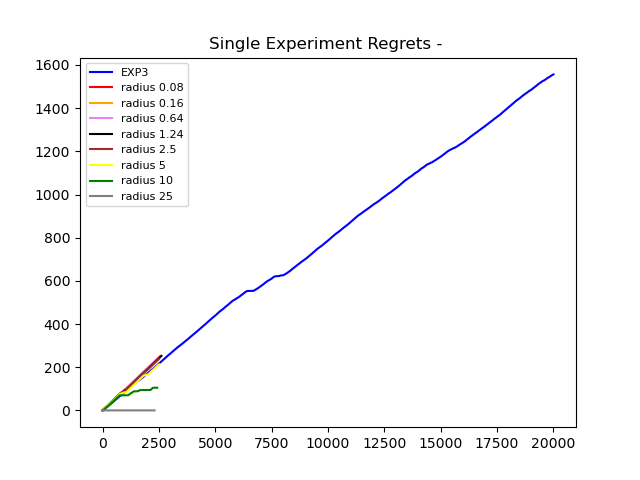 Single Experiment Regrets -
1600
1400
1200
1000
800
600
400
200
0
EXP3
radius 0.08
radius 0.16
radius 0.64
radius 1.24
radius 2.5
radius 5
radius 10
radius 25
0 2500 5000 7500 10000 12500 15000 17500 20000